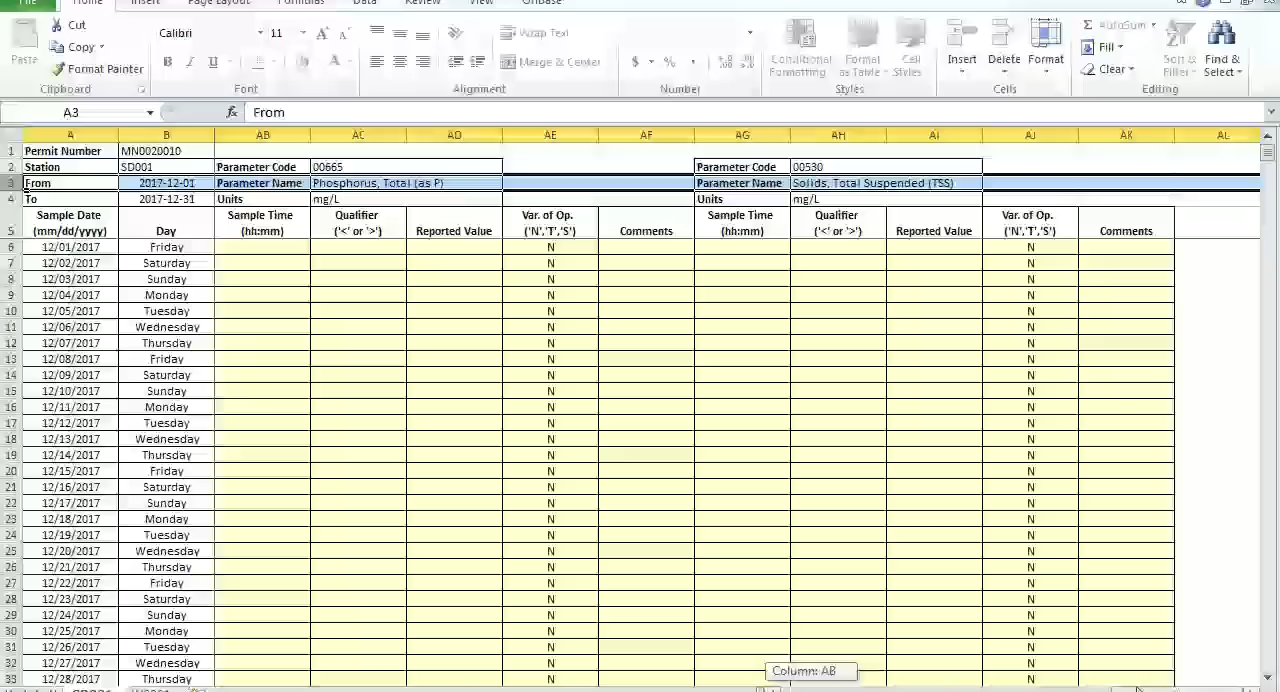 File Home Insert Page Layout Formulas Data Review View OnBase
Cut Calibri 11 Wrap Text AutoSum
Copy Fill
Paste Format Painter Merge & Center $ % Conditional Formatting Format as Table Cell Styles Insert Delete Format Clear Sort & Filter Find & Select
Clipboard Font Alignment Number Styles Cells Editing
A3 fx From
A B AB AC AD AE AF AG AH AI AJ AK AL
1 Permit Number MN0020010
2 Station SD001 Parameter Code 00665 Parameter Code 00530
3 From 2017-12-01 Parameter Name Phosphorus, Total (as P) Parameter Name Solids, Total Suspended (TSS)
4 To 2017-12-31 Units mg/L Units mg/L
Sample Date Sample Time Qualifier Var. of Op. Sample Time Qualifier Var. of Op.
5 (mm/dd/yyyy) Day (hh:mm) ('<' or '>') Reported Value ('N','T','S') Comments (hh:mm) ('<' or '>') Reported Value ('N','T','S') Comments
6 12/01/2017 Friday N N
7 12/02/2017 Saturday N N
8 12/03/2017 Sunday N N
9 12/04/2017 Monday N N
10 12/05/2017 Tuesday N N
11 12/06/2017 Wednesday N N
12 12/07/2017 Thursday N N
13 12/08/2017 Friday N N
14 12/09/2017 Saturday N N
15 12/10/2017 Sunday N N
16 12/11/2017 Monday N N
17 12/12/2017 Tuesday N N
18 12/13/2017 Wednesday N N
19 12/14/2017 Thursday N N
20 12/15/2017 Friday N N
21 12/16/2017 Saturday N N
22 12/17/2017 Sunday N N
23 12/18/2017 Monday N N
24 12/19/2017 Tuesday N N
25 12/20/2017 Wednesday N N
26 12/21/2017 Thursday N N
27 12/22/2017 Friday N N
28 12/23/2017 Saturday N N
29 12/24/2017 Sunday N N
30 12/25/2017 Monday N N
31 12/26/2017 Tuesday N N
32 12/27/2017 Wednesday N N
33 12/28/2017 Thursday N N
Column: AB